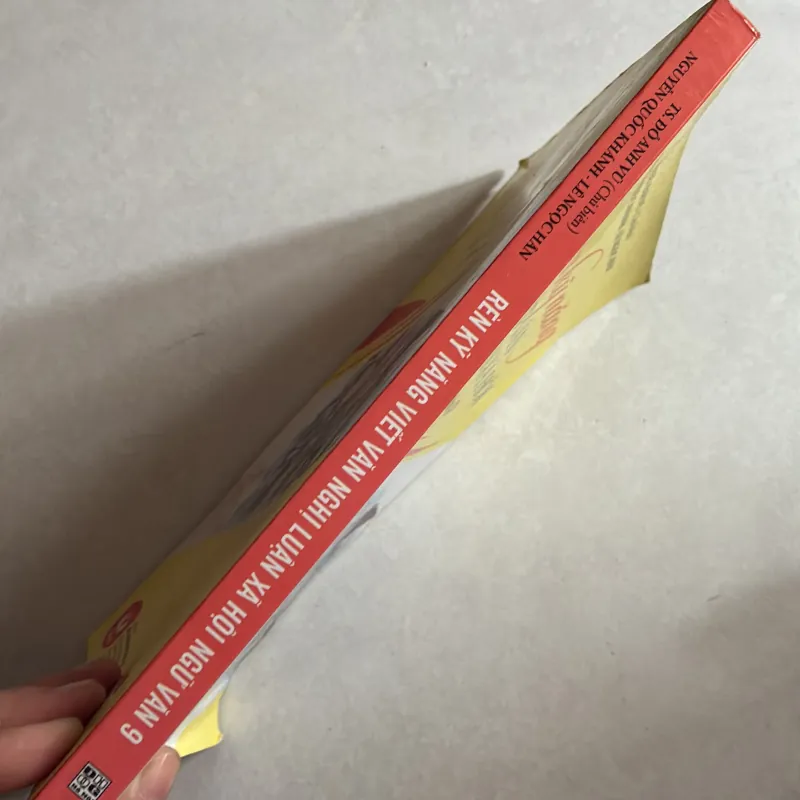 TS. ĐỖ ANH VŨ (Chủ biên)
NGUYỄN QUỐC KHÁNH - LÊ NGỌC HÂN
RÈN KỸ NĂNG VIẾT VĂN NGHỊ LUẬN XÃ HỘI NGỮ VĂN 9